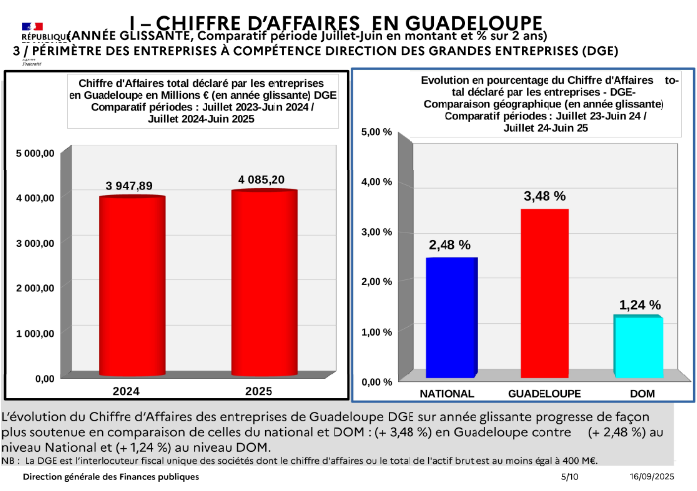 I – CHIFFRE D'AFFAIRES EN GUADELOUPE
RÉPUBLIQUE
(ANNÉE GLISSANTE, Comparatif période Juillet-Juin en montant et % sur 2 ans)
3 / PÉRIMÈTRE DES ENTREPRISES À COMPÉTENCE DIRECTION DES GRANDES ENTREPRISES (DGE)
Chiffre d'Affaires total déclaré par les entreprises
en Guadeloupe en Millions € (en année glissante) DGE
Comparatif périodes : Juillet 2023-Juin 2024 /
Juillet 2024-Juin 2025
5 000,00
4 000,00
3 000,00
2 000,00
1 000,00
0,00
3 947,89
4 085,20
2024
2025
Evolution en pourcentage du Chiffre d'Affaires to-
tal déclaré par les entreprises - DGE-
Comparaison géographique (en année glissante)
Comparatif périodes : Juillet 23-Juin 24 /
Juillet 24-Juin 25
5,00 %
4,00 %
3,00 %
2,00 %
1,00 %
0,00 %
2,48 %
3,48 %
1,24 %
NATIONAL
GUADELOUPE
DOM
L'évolution du Chiffre d'Affaires des entreprises de Guadeloupe DGE sur année glissante progresse de façon
plus soutenue en comparaison de celles du national et DOM : (+ 3,48 %) en Guadeloupe contre (+ 2,48 %) au
niveau National et (+ 1,24 %) au niveau DOM.
NB : La DGE est l'interlocuteur fiscal unique des sociétés dont le chiffre d'affaires ou le total de l'actif brut est au moins égal à 400 M€.
Direction générale des Finances publiques
5/10
16/09/2025